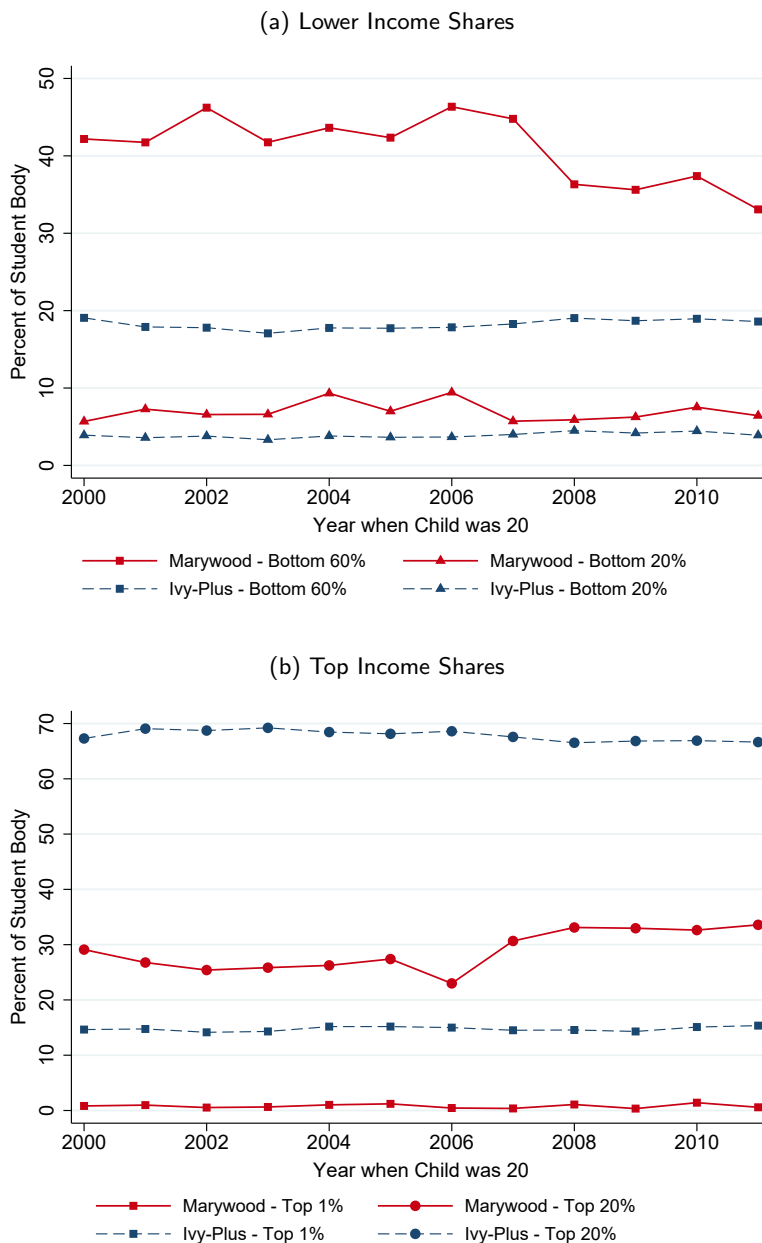 (a) Lower Income Shares
Percent of Student Body
50
40
30
20
10
0
2000 2002 2004 2006 2008 2010
Year when Child was 20
Marywood - Bottom 60% Marywood - Bottom 20%
Ivy-Plus - Bottom 60% Ivy-Plus - Bottom 20%
(b) Top Income Shares
Percent of Student Body
70
60
50
40
30
20
10
0
2000 2002 2004 2006 2008 2010
Year when Child was 20
Marywood - Top 1% Marywood - Top 20%
Ivy-Plus - Top 1% Ivy-Plus - Top 20%